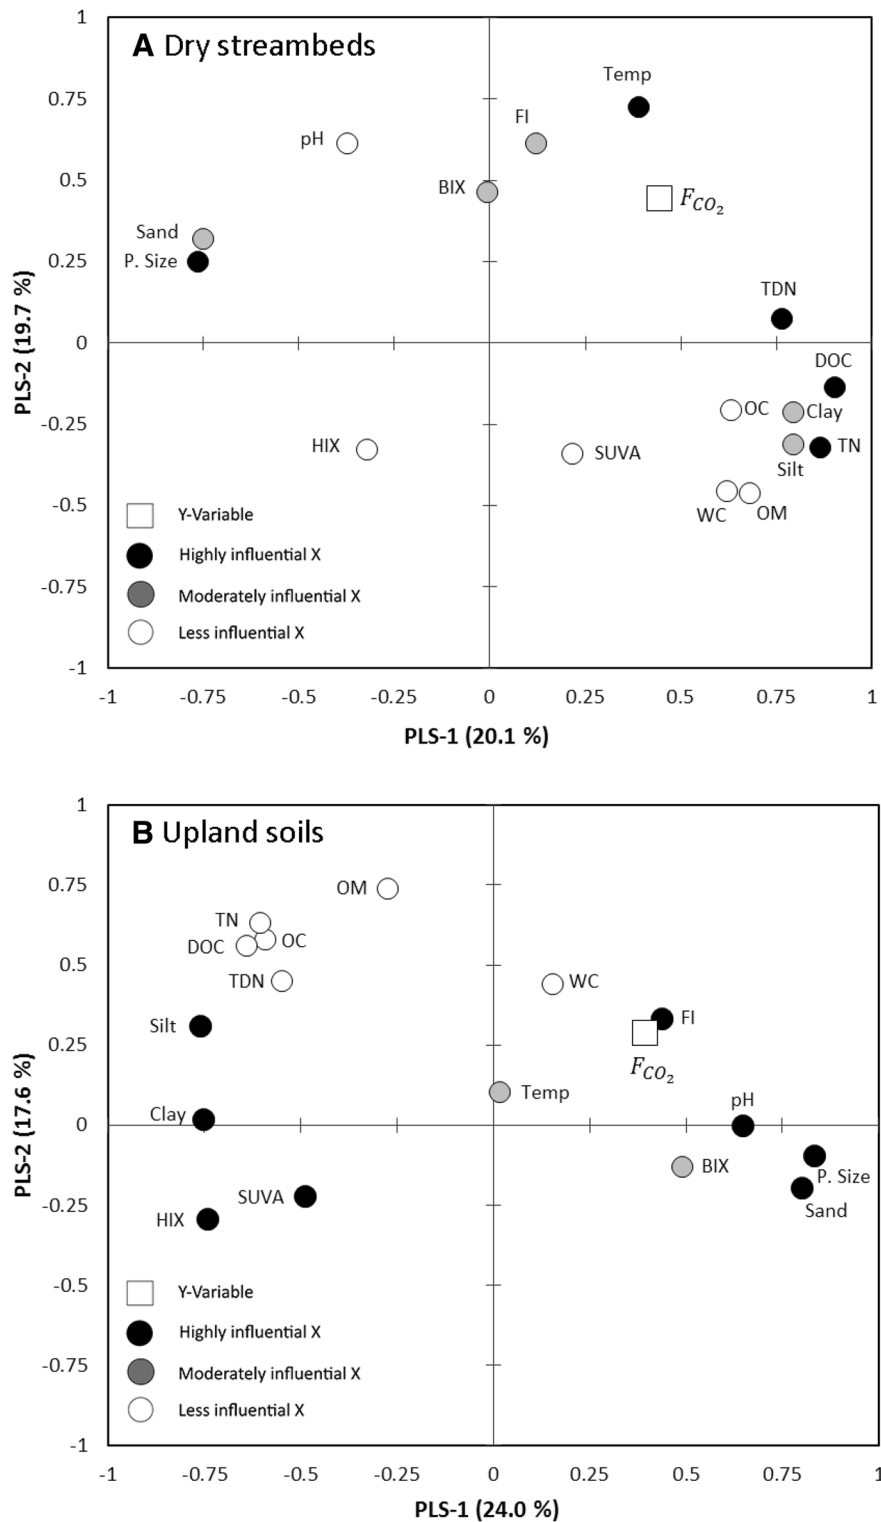 A Dry streambeds
1
0.75
0.5
0.25
0
-0.25
-0.5
-0.75
-1
PLS-2 (19.7 %)
Temp
FI
pH
BIX
F_CO2
Sand
P. Size
TDN
DOC
OC
Clay
HIX
SUVA
TN
Silt
WC
OM
Y-Variable
Highly influential X
Moderately influential X
Less influential X
-1 -0.75 -0.5 -0.25 0 0.25 0.5 0.75 1
PLS-1 (20.1 %)
B Upland soils
1
0.75
0.5
0.25
0
-0.25
-0.5
-0.75
-1
PLS-2 (17.6 %)
OM
TN
DOC
OC
TDN
WC
Silt
FI
F_CO2
Temp
Clay
pH
BIX
P. Size
SUVA
Sand
HIX
Y-Variable
Highly influential X
Moderately influential X
Less influential X
-1 -0.75 -0.5 -0.25 0 0.25 0.5 0.75 1
PLS-1 (24.0 %)